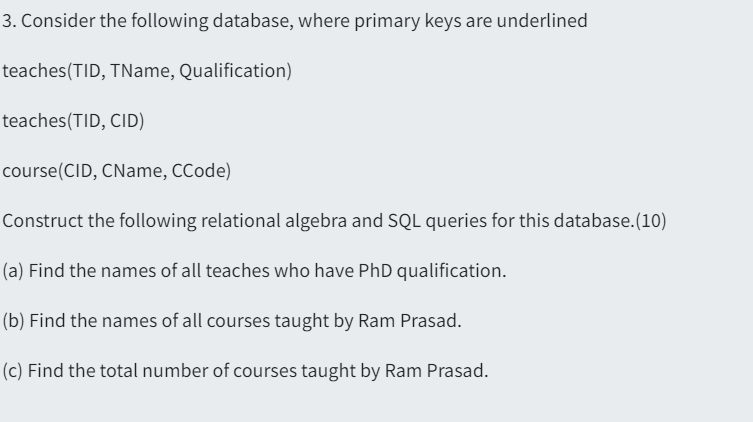 3. Consider the following database, where primary keys are underlined
teaches(TID, TName, Qualification)
teaches(TID, CID)
course(CID, CName, CCode)
Construct the following relational algebra and SQL queries for this database.(10)
(a) Find the names of all teaches who have PhD qualification.
(b) Find the names of all courses taught by Ram Prasad.
(c) Find the total number of courses taught by Ram Prasad.